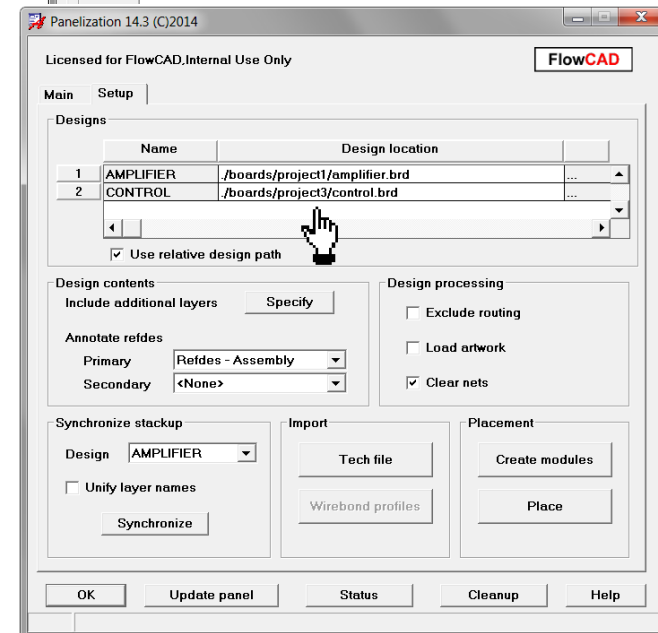 Panelization 14.3 (C)2014
Licensed for FlowCAD,Internal Use Only
FlowCAD
Main Setup
Designs
Name Design location
1 AMPLIFIER ./boards/project1/amplifier.brd ...
2 CONTROL ./boards/project3/control.brd ...
Use relative design path
Design contents
Include additional layers Specify
Annotate refdes
Primary Refdes - Assembly
Secondary <None>
Design processing
Exclude routing
Load artwork
Clear nets
Synchronize stackup
Design AMPLIFIER
Unify layer names
Synchronize
Import
Tech file
Wirebond profiles
Placement
Create modules
Place
OK Update panel Status Cleanup Help